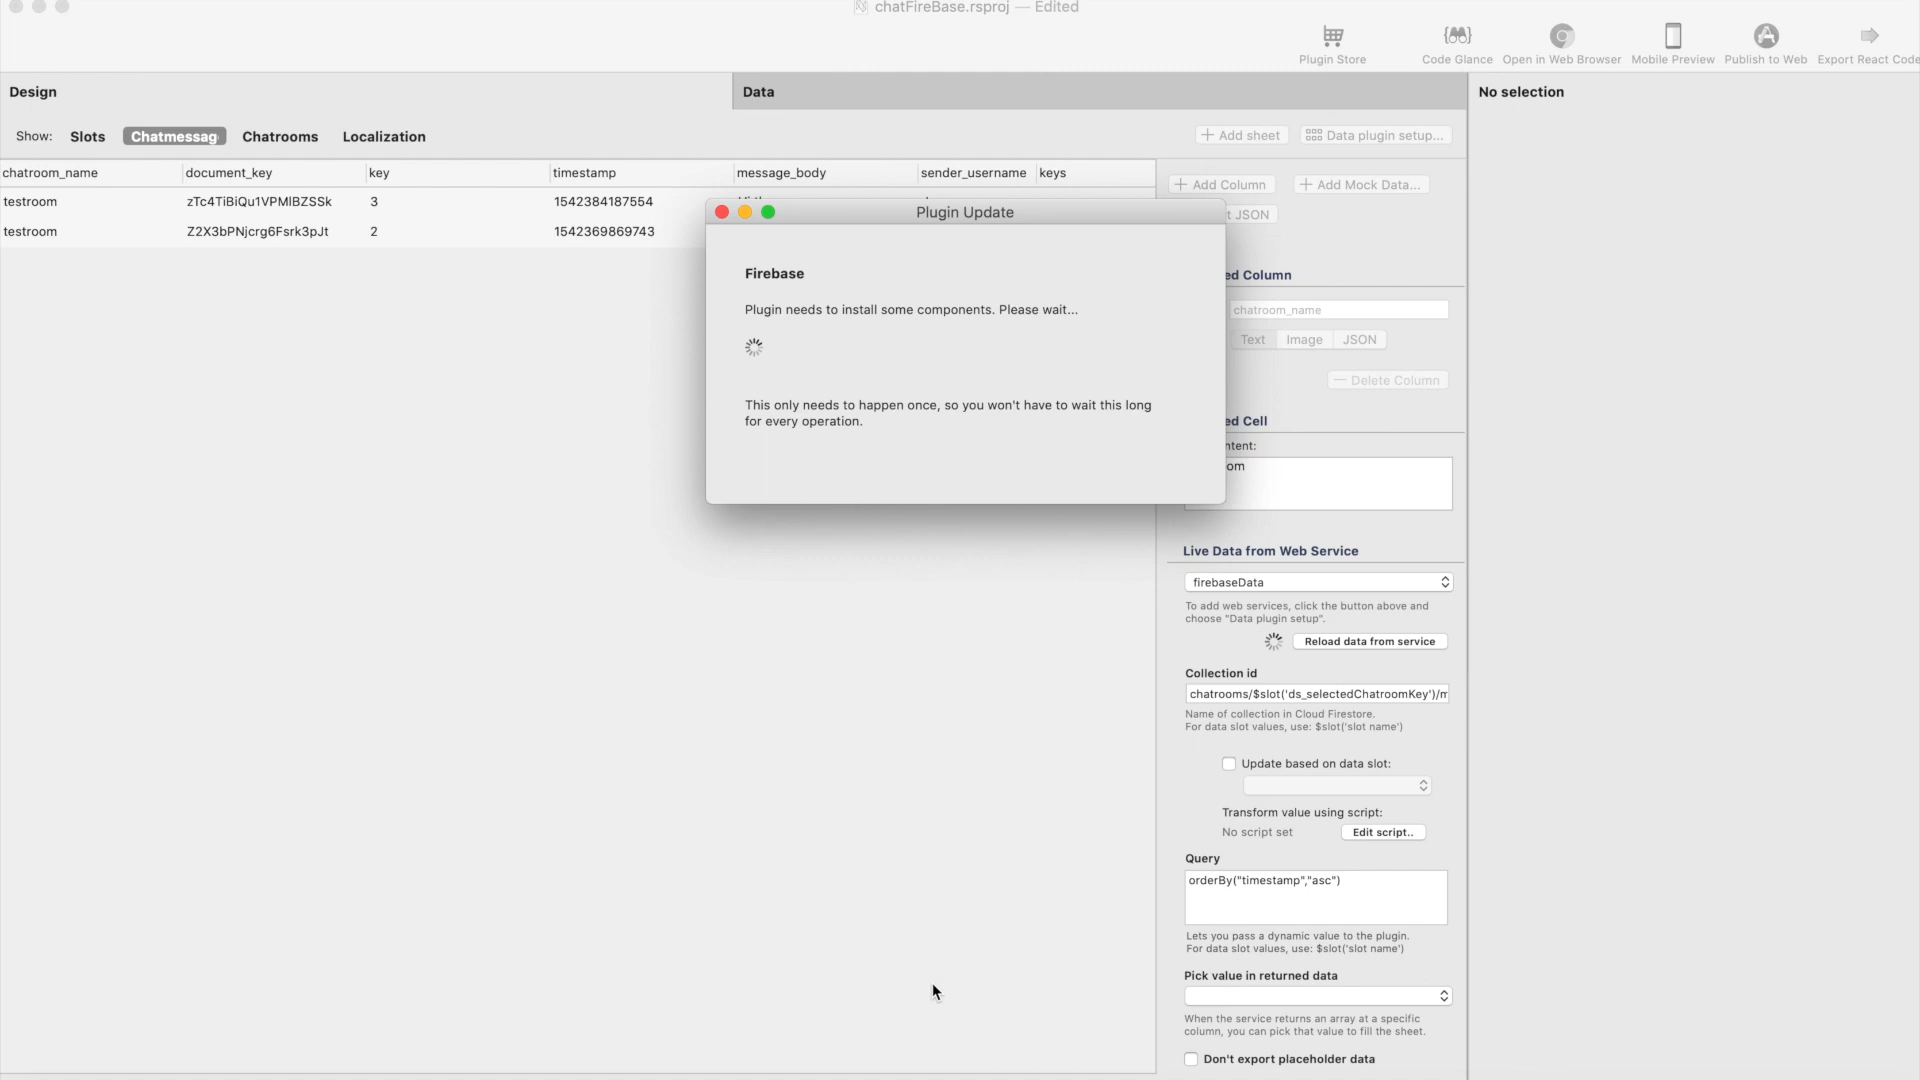 chatFireBase.rsproj — Edited
Plugin Store
Code Glance
Open in Web Browser
Mobile Preview
Publish to Web
Export React Code
Design
Data
No selection
Show:
Slots
Chatmessag
Chatrooms
Localization
+ Add sheet
Data plugin setup...
chatroom_name
document_key
key
timestamp
message_body
sender_username
keys
testroom
zTc4TiBiQu1VPMlBZSSk
3
1542384187554
testroom
Z2X3bPNjcrg6Fsrk3pJt
2
1542369869743
+ Add Column
+ Add Mock Data...
t JSON
Plugin Update
Firebase
Plugin needs to install some components. Please wait...
This only needs to happen once, so you won't have to wait this long
for every operation.
ed Column
chatroom_name
Text
Image
JSON
— Delete Column
ed Cell
ntent:
om
Live Data from Web Service
firebaseData
To add web services, click the button above and
choose "Data plugin setup".
Reload data from service
Collection id
chatrooms/$slot('ds_selectedChatroomKey')/m
Name of collection in Cloud Firestore.
For data slot values, use: $slot('slot name')
Update based on data slot:
Transform value using script:
No script set
Edit script..
Query
orderBy("timestamp","asc")
Lets you pass a dynamic value to the plugin.
For data slot values, use: $slot('slot name')
Pick value in returned data
When the service returns an array at a specific
column, you can pick that value to fill the sheet.
Don't export placeholder data